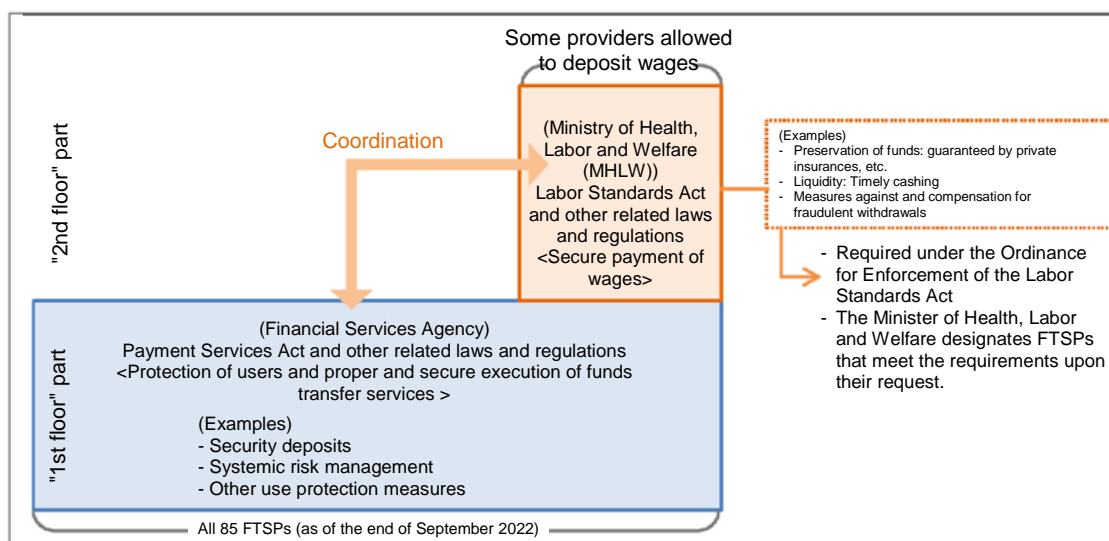 Some providers allowed
to deposit wages
"2nd floor" part
Coordination
(Ministry of Health,
Labor and Welfare
(MHLW))
Labor Standards Act
and other related laws
and regulations
<Secure payment of
wages>
(Examples)
- Preservation of funds: guaranteed by private
insurances, etc.
- Liquidity: Timely cashing
- Measures against and compensation for
fraudulent withdrawals
- Required under the Ordinance
for Enforcement of the Labor
Standards Act
- The Minister of Health, Labor
and Welfare designates FTSPs
that meet the requirements upon
their request.
"1st floor" part
(Financial Services Agency)
Payment Services Act and other related laws and regulations
<Protection of users and proper and secure execution of funds
transfer services >
(Examples)
- Security deposits
- Systemic risk management
- Other use protection measures
All 85 FTSPs (as of the end of September 2022)